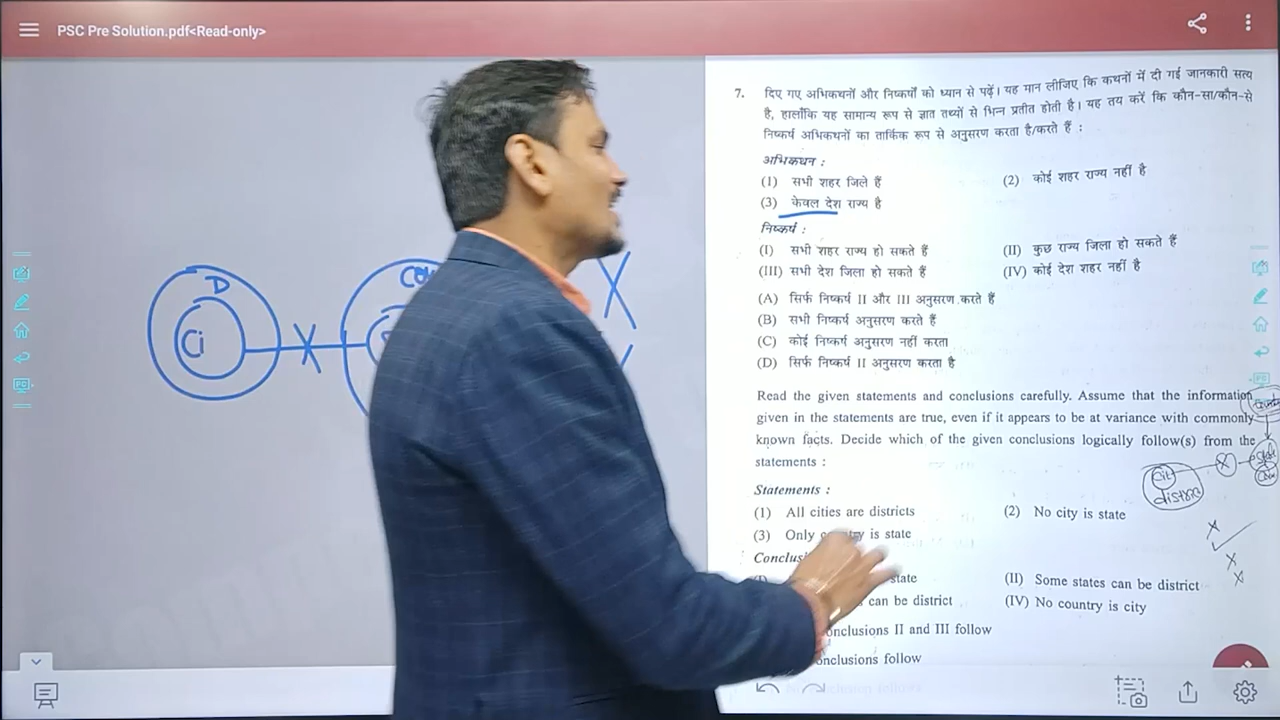 PSC Pre Solution.pdf<Read-only>
7. दिए गए अभिकथनों और निष्कर्षों को ध्यान से पढ़ें। यह मान लीजिए कि कथनों में दी गई जानकारी सत्य
है, हालाँकि यह सामान्य रूप से ज्ञात तथ्यों से भिन्न प्रतीत होती है। यह तय करें कि कौन-सा/कौन-से
निष्कर्ष अभिकथनों का तार्किक रूप से अनुसरण करता है/करते हैं :
अभिकथन :
(1) सभी शहर जिले हैं (2) कोई शहर राज्य नहीं है
(3) केवल देश राज्य है
निष्कर्ष :
(I) सभी शहर राज्य हो सकते हैं (II) कुछ राज्य जिला हो सकते हैं
(III) सभी देश जिला हो सकते हैं (IV) कोई देश शहर नहीं है
(A) सिर्फ निष्कर्ष II और III अनुसरण करते हैं
(B) सभी निष्कर्ष अनुसरण करते हैं
(C) कोई निष्कर्ष अनुसरण नहीं करता
(D) सिर्फ निष्कर्ष II अनुसरण करता है
Read the given statements and conclusions carefully. Assume that the information
given in the statements are true, even if it appears to be at variance with commonly
known facts. Decide which of the given conclusions logically follow(s) from the
statements :
Statements :
(1) All cities are districts (2) No city is state
(3) Only is state
state (II) Some states can be district
can be district (IV) No country is city
II and III follow
follow
D
Ci